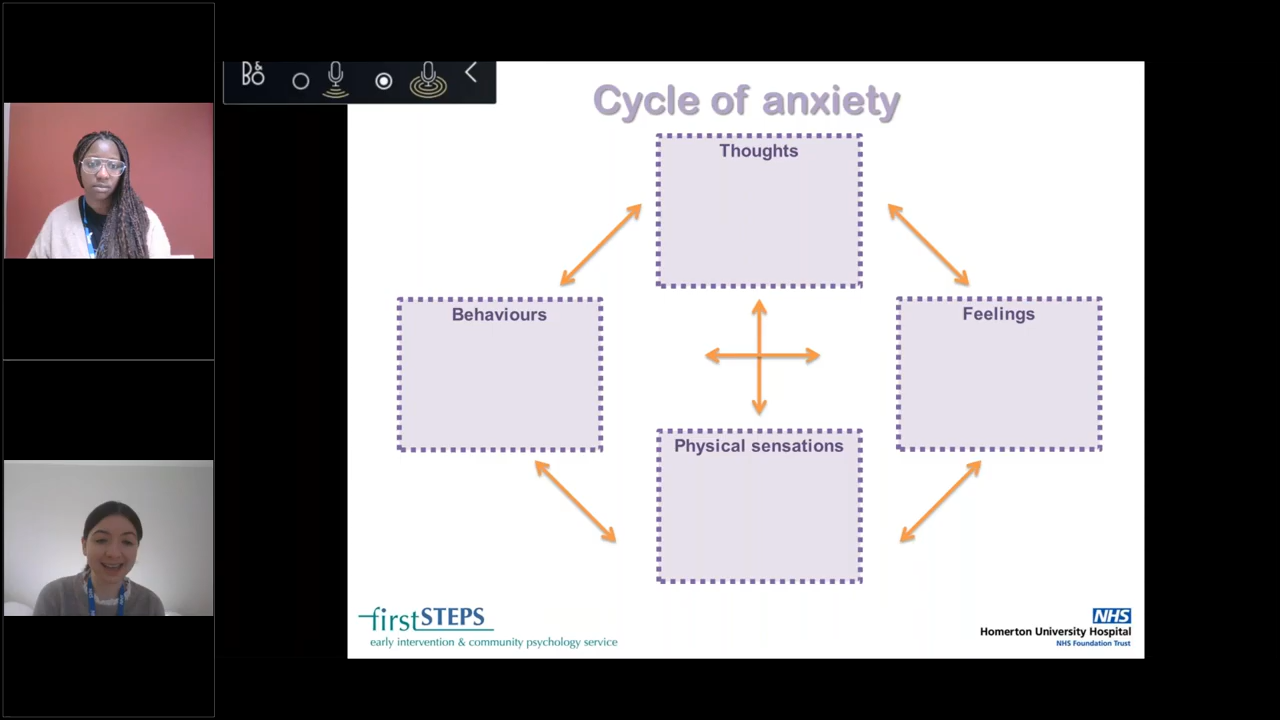 D&
BO
Cycle of anxiety
Thoughts
Behaviours
Feelings
Physical sensations
firstSTEPS
early intervention & community psychology service
NHS
Homerton University Hospital
NHS Foundation Trust